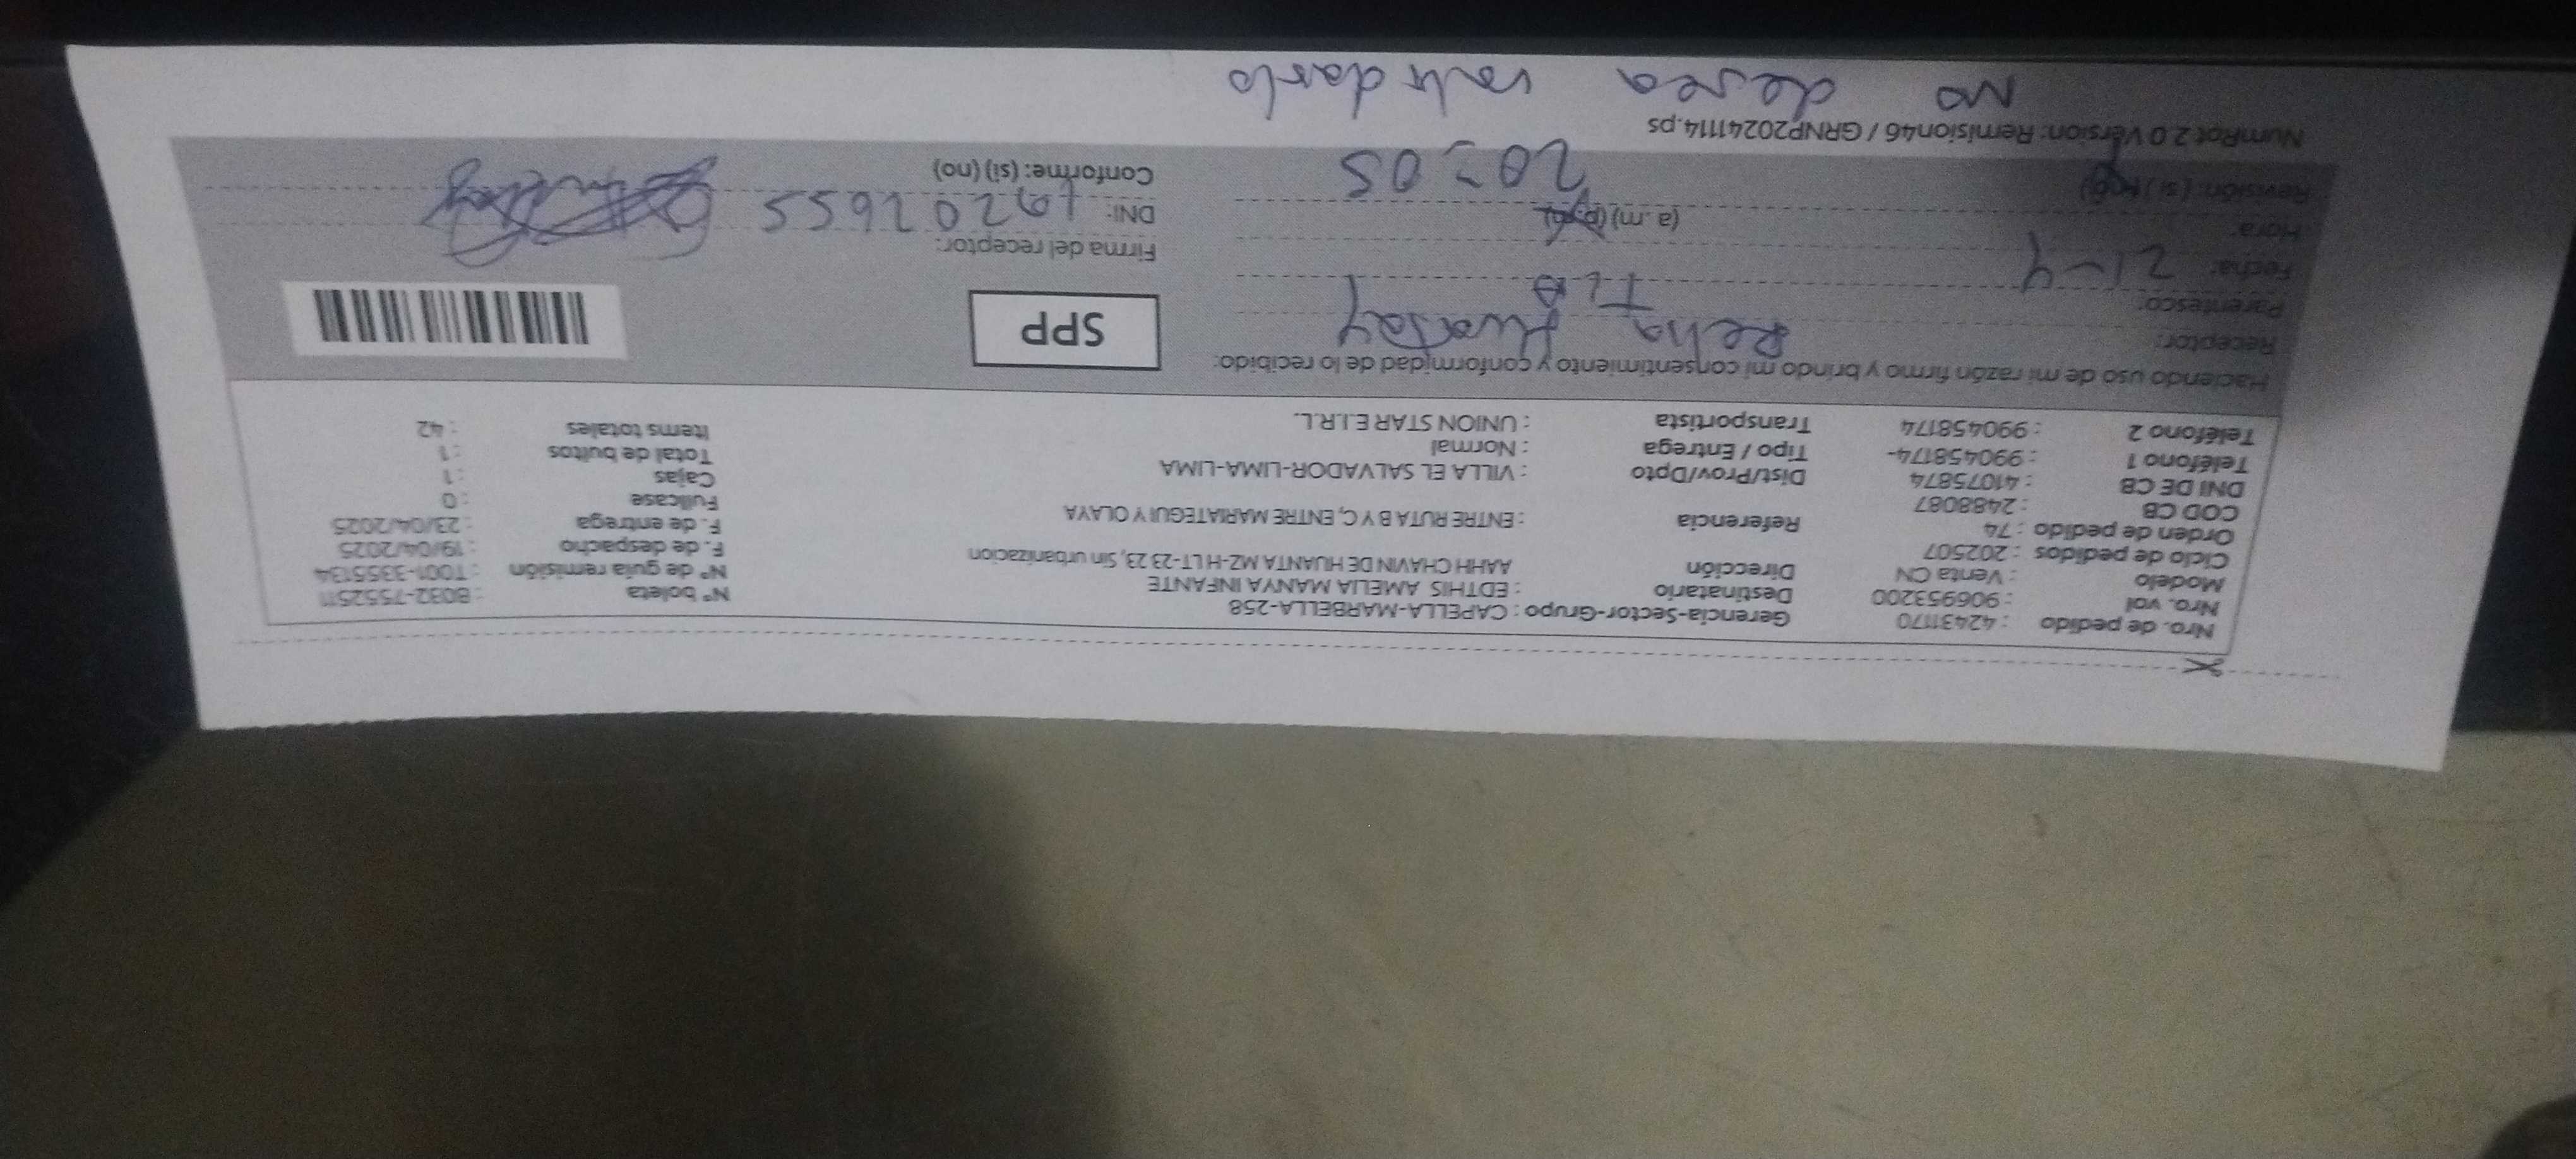 Nro. de pedido : 42431170 Gerencia-Sector-Grupo : CAPELLA-MARBELLA-258 N° boleta : B032-7552511
Nro. vol : 906953200 Destinatario : EDTHIS AMELIA MANYA INFANTE N° de guía remisión : T001-3355134
Modelo : Venta CN Dirección AAHH CHAVIN DE HUANTA MZ-H LT-23 23, Sin urbanizacion F. de despacho : 19/04/2025
Ciclo de pedidos : 202507 F. de entrega : 23/04/2025
Orden de pedido : 74 Referencia : ENTRE RUTA B Y C, ENTRE MARIATEGUI Y OLAYA Fullcase : 0
COD CB : 2488087 Cajas : 1
DNI DE CB : 41075874 Dist/Prov/Dpto : VILLA EL SALVADOR-LIMA-LIMA Total de bultos : 1
Teléfono 1 : 990458174- Tipo / Entrega : Normal Items totales : 42
Teléfono 2 : 990458174 Transportista : UNION STAR E.I.R.L.
Haciendo uso de mi razón firmo y brindo mi consentimiento y conformidad de lo recibido:
Receptor:
SPP
Parentesco:
Fecha: 21-4
Firma del receptor:
Hora: (a. m) (p.m)
DNI:
Revisión: (si) (no) 20:05 Conforme: (si) (no)
NumRot 2.0 Version: Remision46 / GRNP20241114.ps
No desea